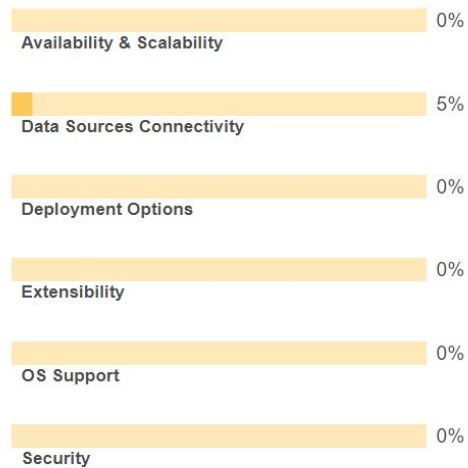 0%
Availability & Scalability
5%
Data Sources Connectivity
0%
Deployment Options
0%
Extensibility
0%
OS Support
0%
Security